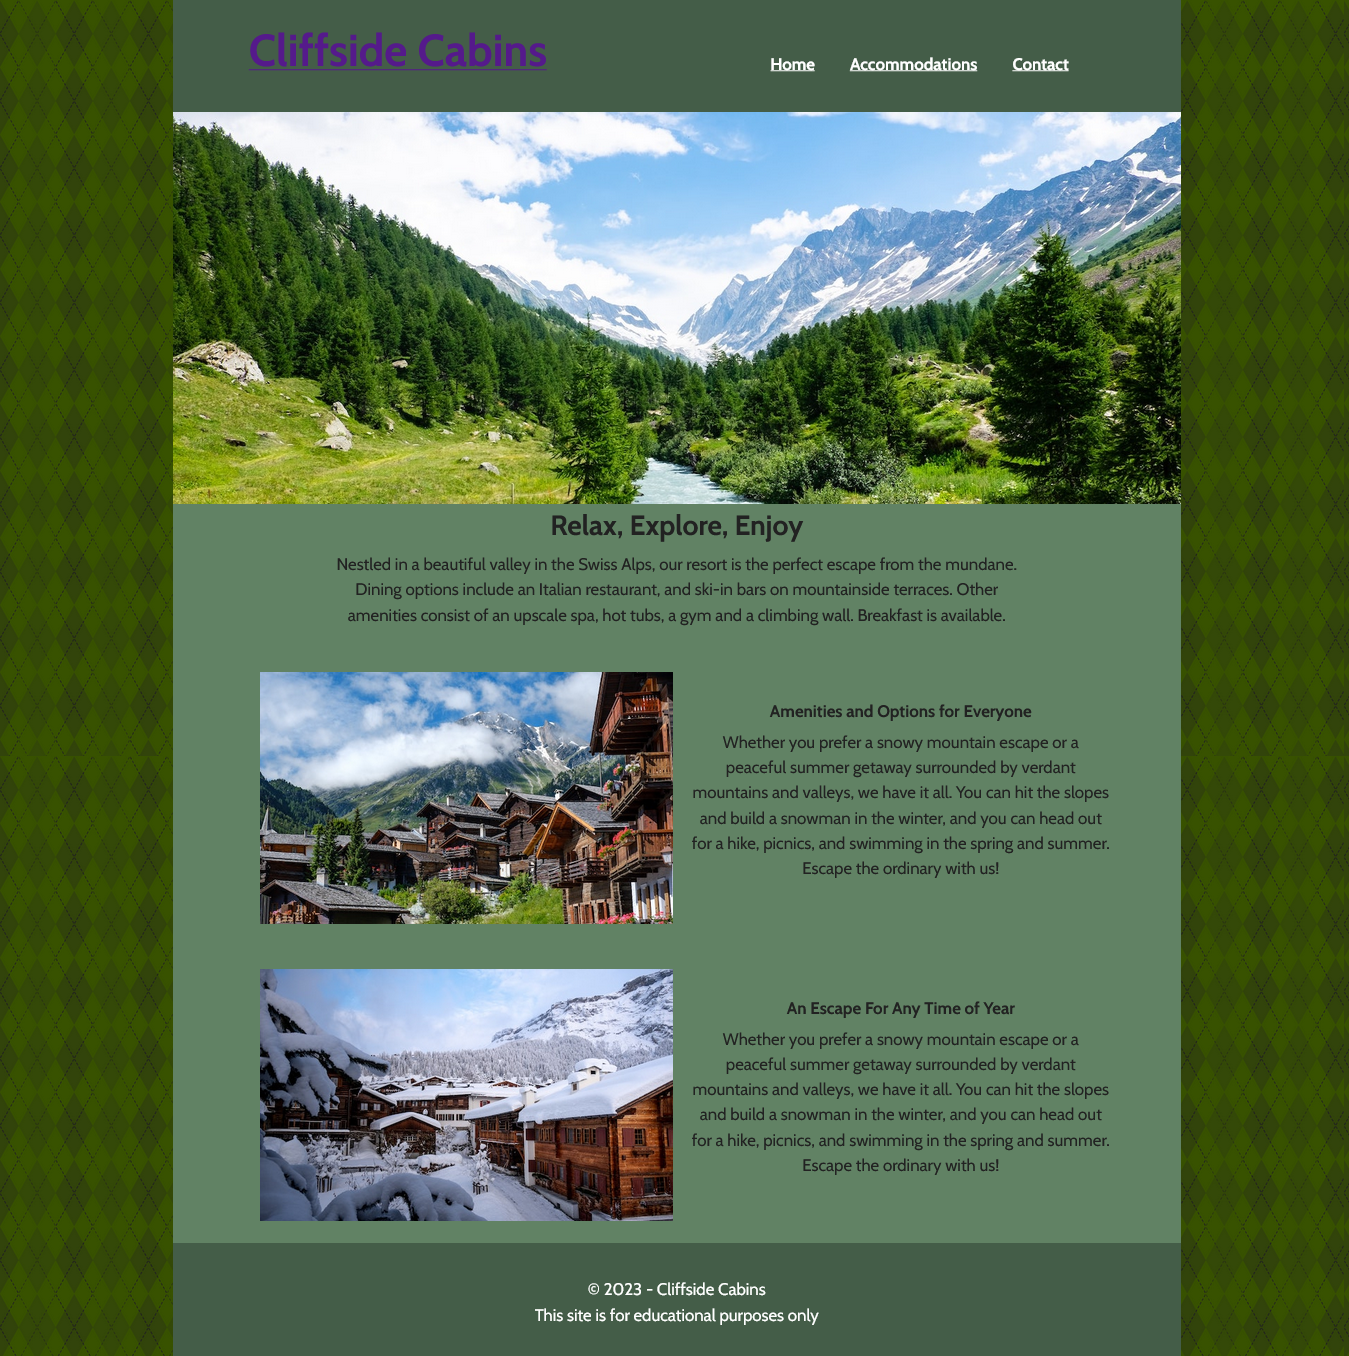 Cliffside Cabins
Home Accommodations Contact
Relax, Explore, Enjoy
Nestled in a beautiful valley in the Swiss Alps, our resort is the perfect escape from the mundane.
Dining options include an Italian restaurant, and ski-in bars on mountainside terraces. Other
amenities consist of an upscale spa, hot tubs, a gym and a climbing wall. Breakfast is available.
Amenities and Options for Everyone
Whether you prefer a snowy mountain escape or a
peaceful summer getaway surrounded by verdant
mountains and valleys, we have it all. You can hit the slopes
and build a snowman in the winter, and you can head out
for a hike, picnics, and swimming in the spring and summer.
Escape the ordinary with us!
An Escape For Any Time of Year
Whether you prefer a snowy mountain escape or a
peaceful summer getaway surrounded by verdant
mountains and valleys, we have it all. You can hit the slopes
and build a snowman in the winter, and you can head out
for a hike, picnics, and swimming in the spring and summer.
Escape the ordinary with us!
© 2023 - Cliffside Cabins
This site is for educational purposes only